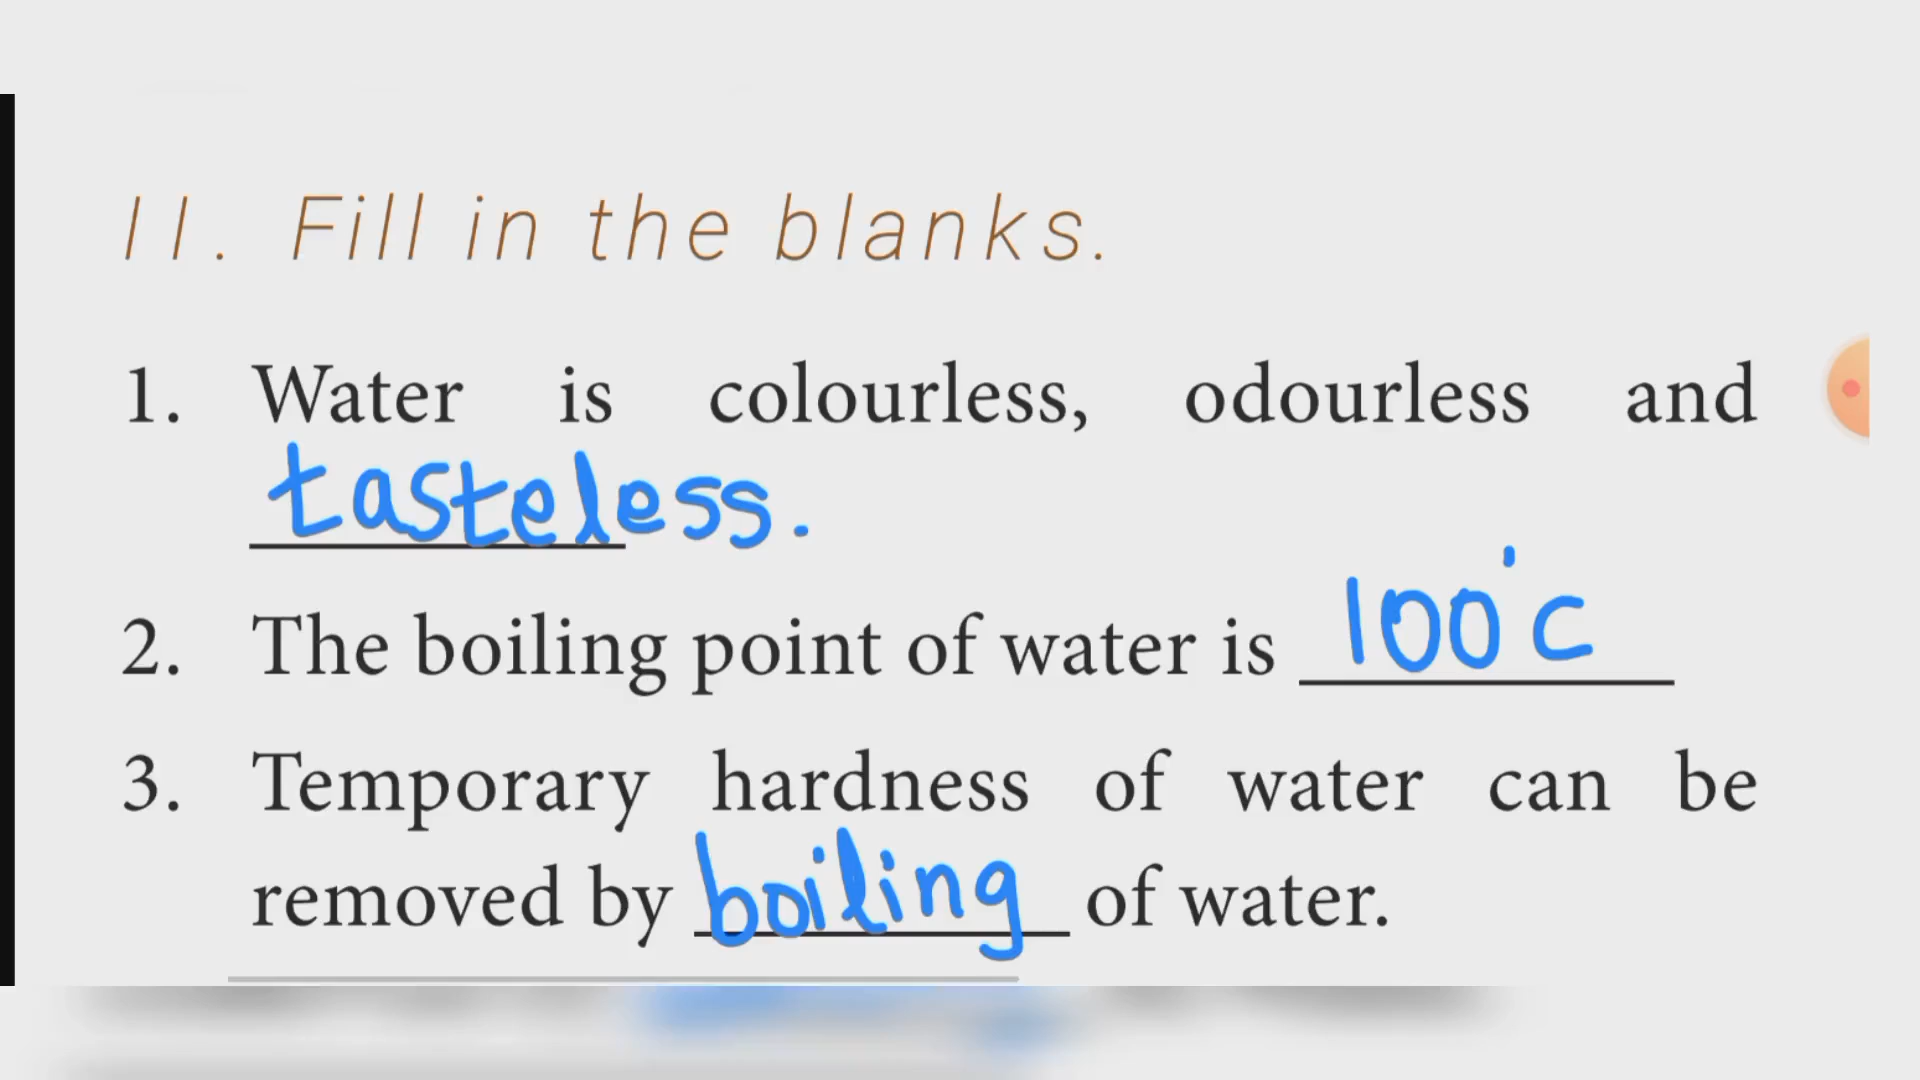 II. Fill in the blanks.
1. Water is colourless, odourless and
tasteless.
2. The boiling point of water is 100°c
3. Temporary hardness of water can be
removed by boiling of water.